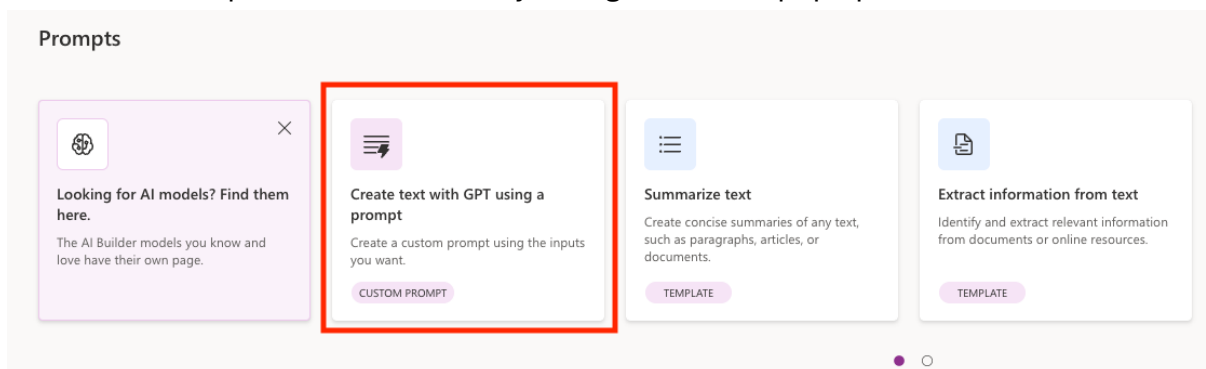 Prompts
Looking for AI models? Find them
here.
The AI Builder models you know and
love have their own page.
Create text with GPT using a
prompt
Create a custom prompt using the inputs
you want.
CUSTOM PROMPT
Summarize text
Create concise summaries of any text,
such as paragraphs, articles, or
documents.
TEMPLATE
Extract information from text
Identify and extract relevant information
from documents or online resources.
TEMPLATE